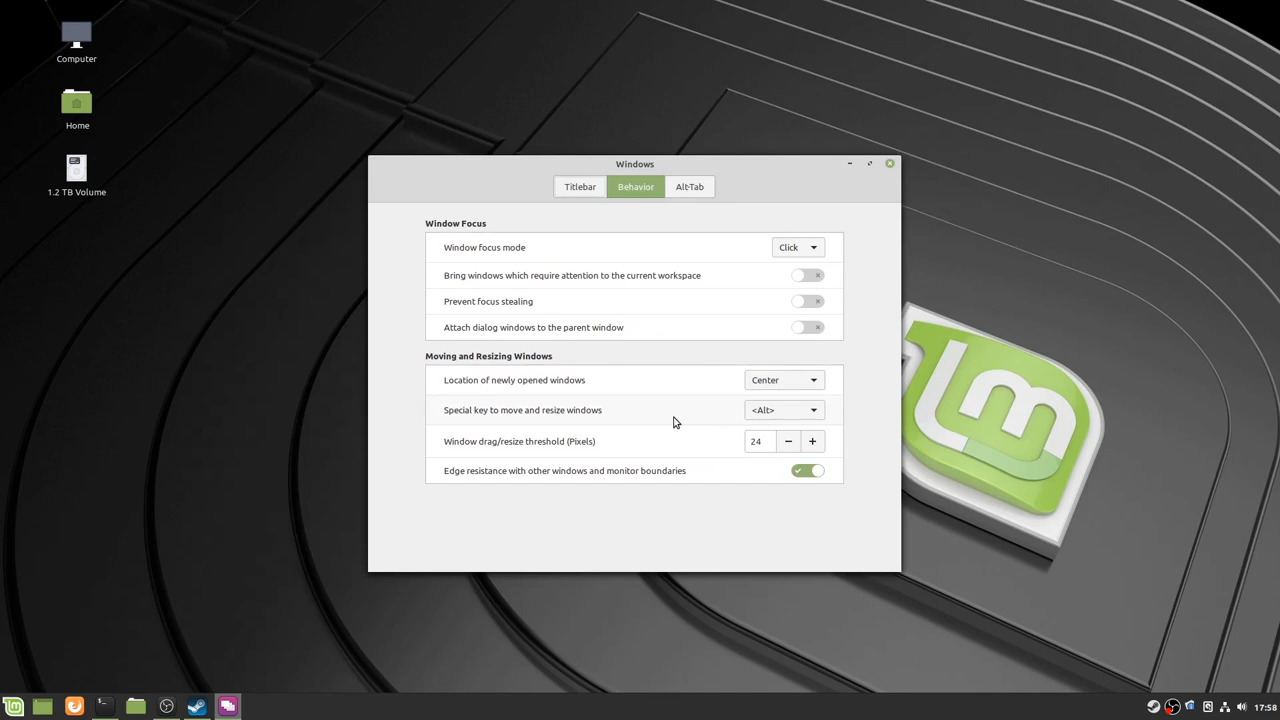 Computer
Home
1.2 TB Volume
Windows
Titlebar
Behavior
Alt-Tab
Window Focus
Window focus mode
Click
Bring windows which require attention to the current workspace
Prevent focus stealing
Attach dialog windows to the parent window
Moving and Resizing Windows
Location of newly opened windows
Center
Special key to move and resize windows
<Alt>
Window drag/resize threshold (Pixels)
24
Edge resistance with other windows and monitor boundaries
17:58